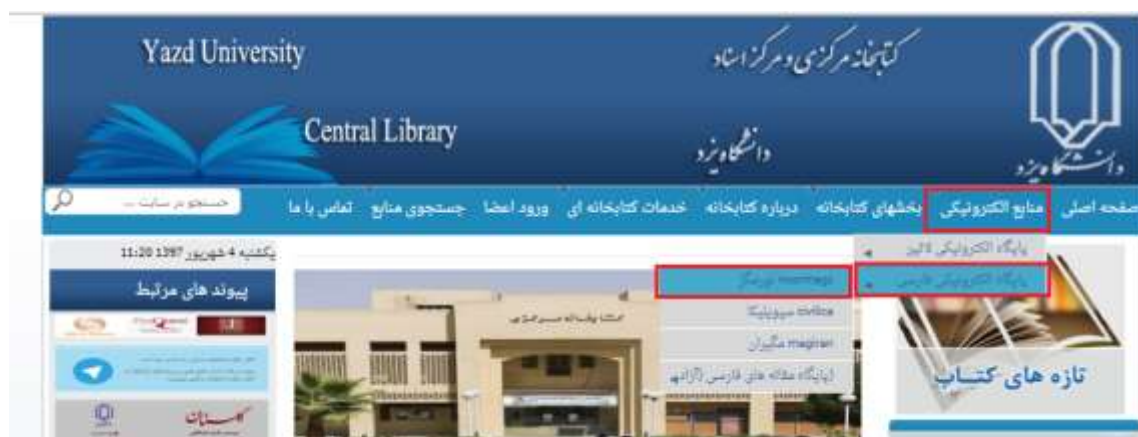 Yazd University
کتابخانه مرکزی و مرکز اسناد
Central Library
دانشگاه یزد
دانشگاه یزد
صفحه اصلی منابع الکترونیکی بخشهای کتابخانه درباره کتابخانه خدمات کتابخانه ای ورود اعضا جستجوی منابع تماس با ما
جستجو در سایت ...
یکشنبه 4 شهریور 1397 11:20
پایگاه الکترونیکی لاتین
پایگاه الکترونیکی فارسی
نورمگز
civilica سیویلیکا
magiran مگیران
(پایگاه مقاله های فارسی (آزاد
پیوند های مرتبط
کتابخانه مرکزی
تازه های کتـاب